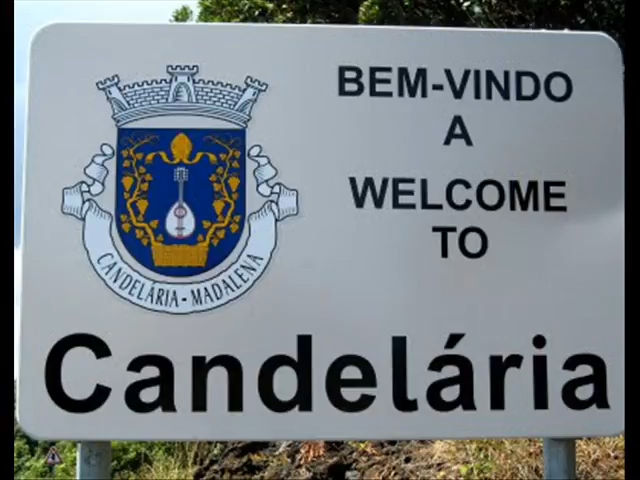 BEM-VINDO
A
WELCOME
TO
CANDELÁRIA - MADALENA
Candelária